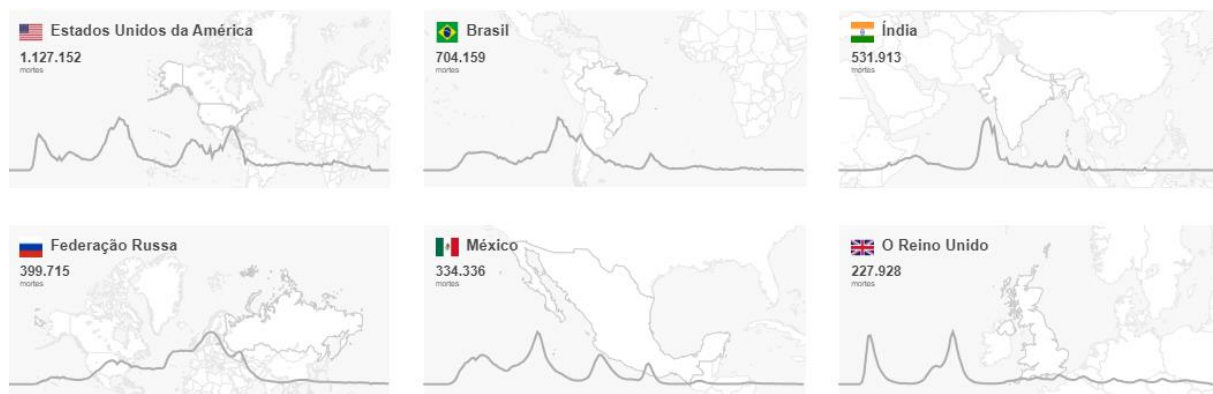 Estados Unidos da América
1.127.152
mortes
Brasil
704.159
mortes
Índia
531.913
mortes
Federação Russa
399.715
mortes
México
334.336
mortes
O Reino Unido
227.928
mortes